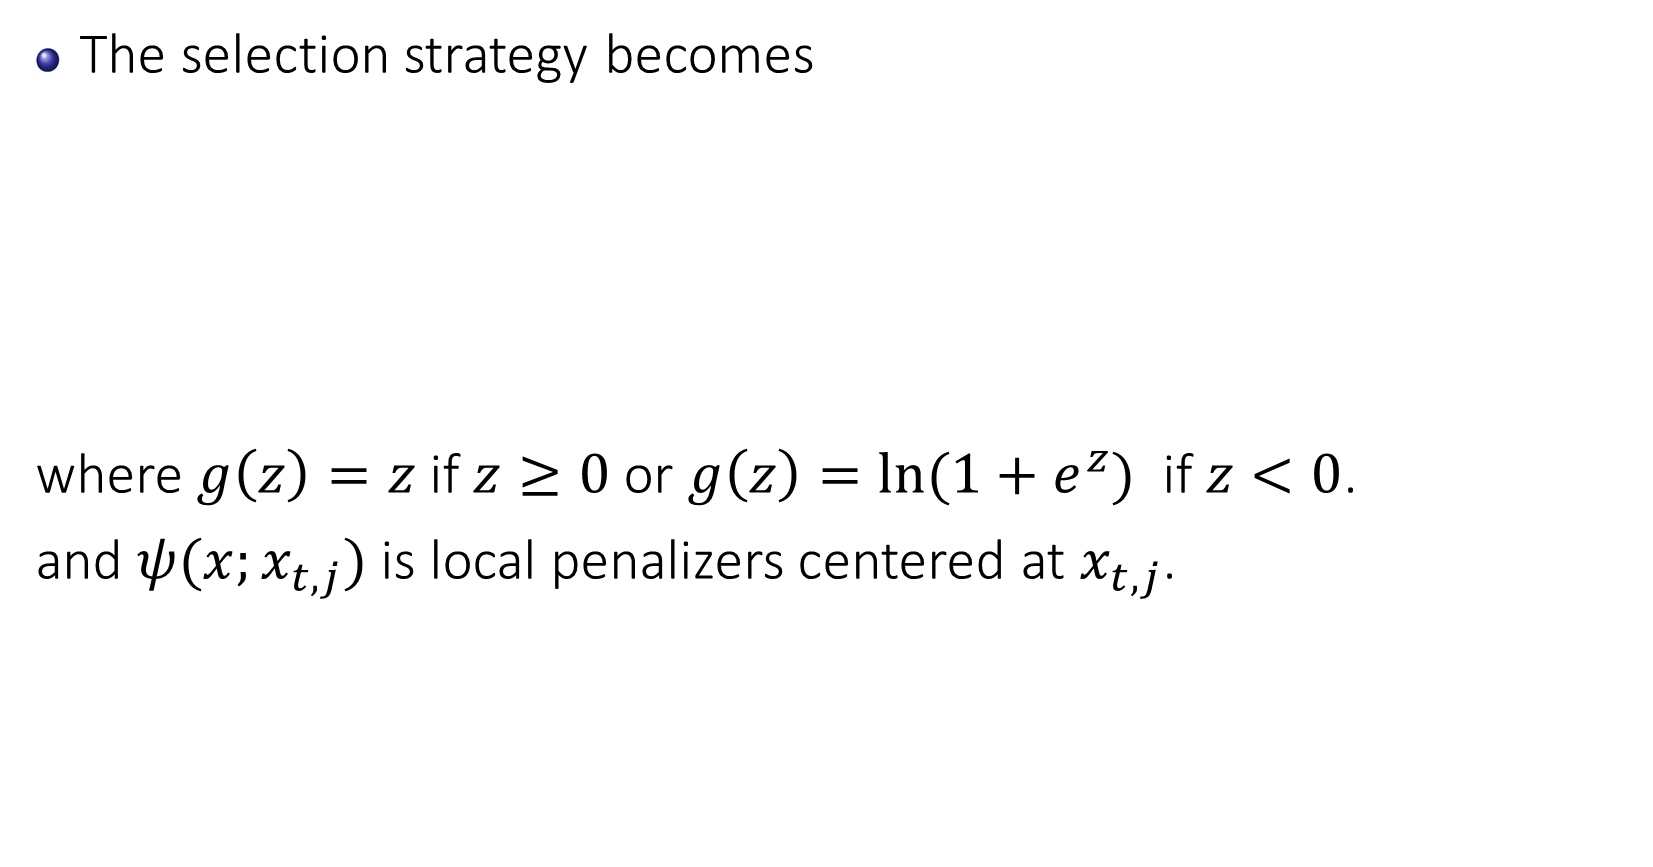 The selection strategy becomes
where g(z) = z if z ≥ 0 or g(z) = ln(1 + e^z) if z < 0.
and ψ(x; x_{t,j}) is local penalizers centered at x_{t,j}.